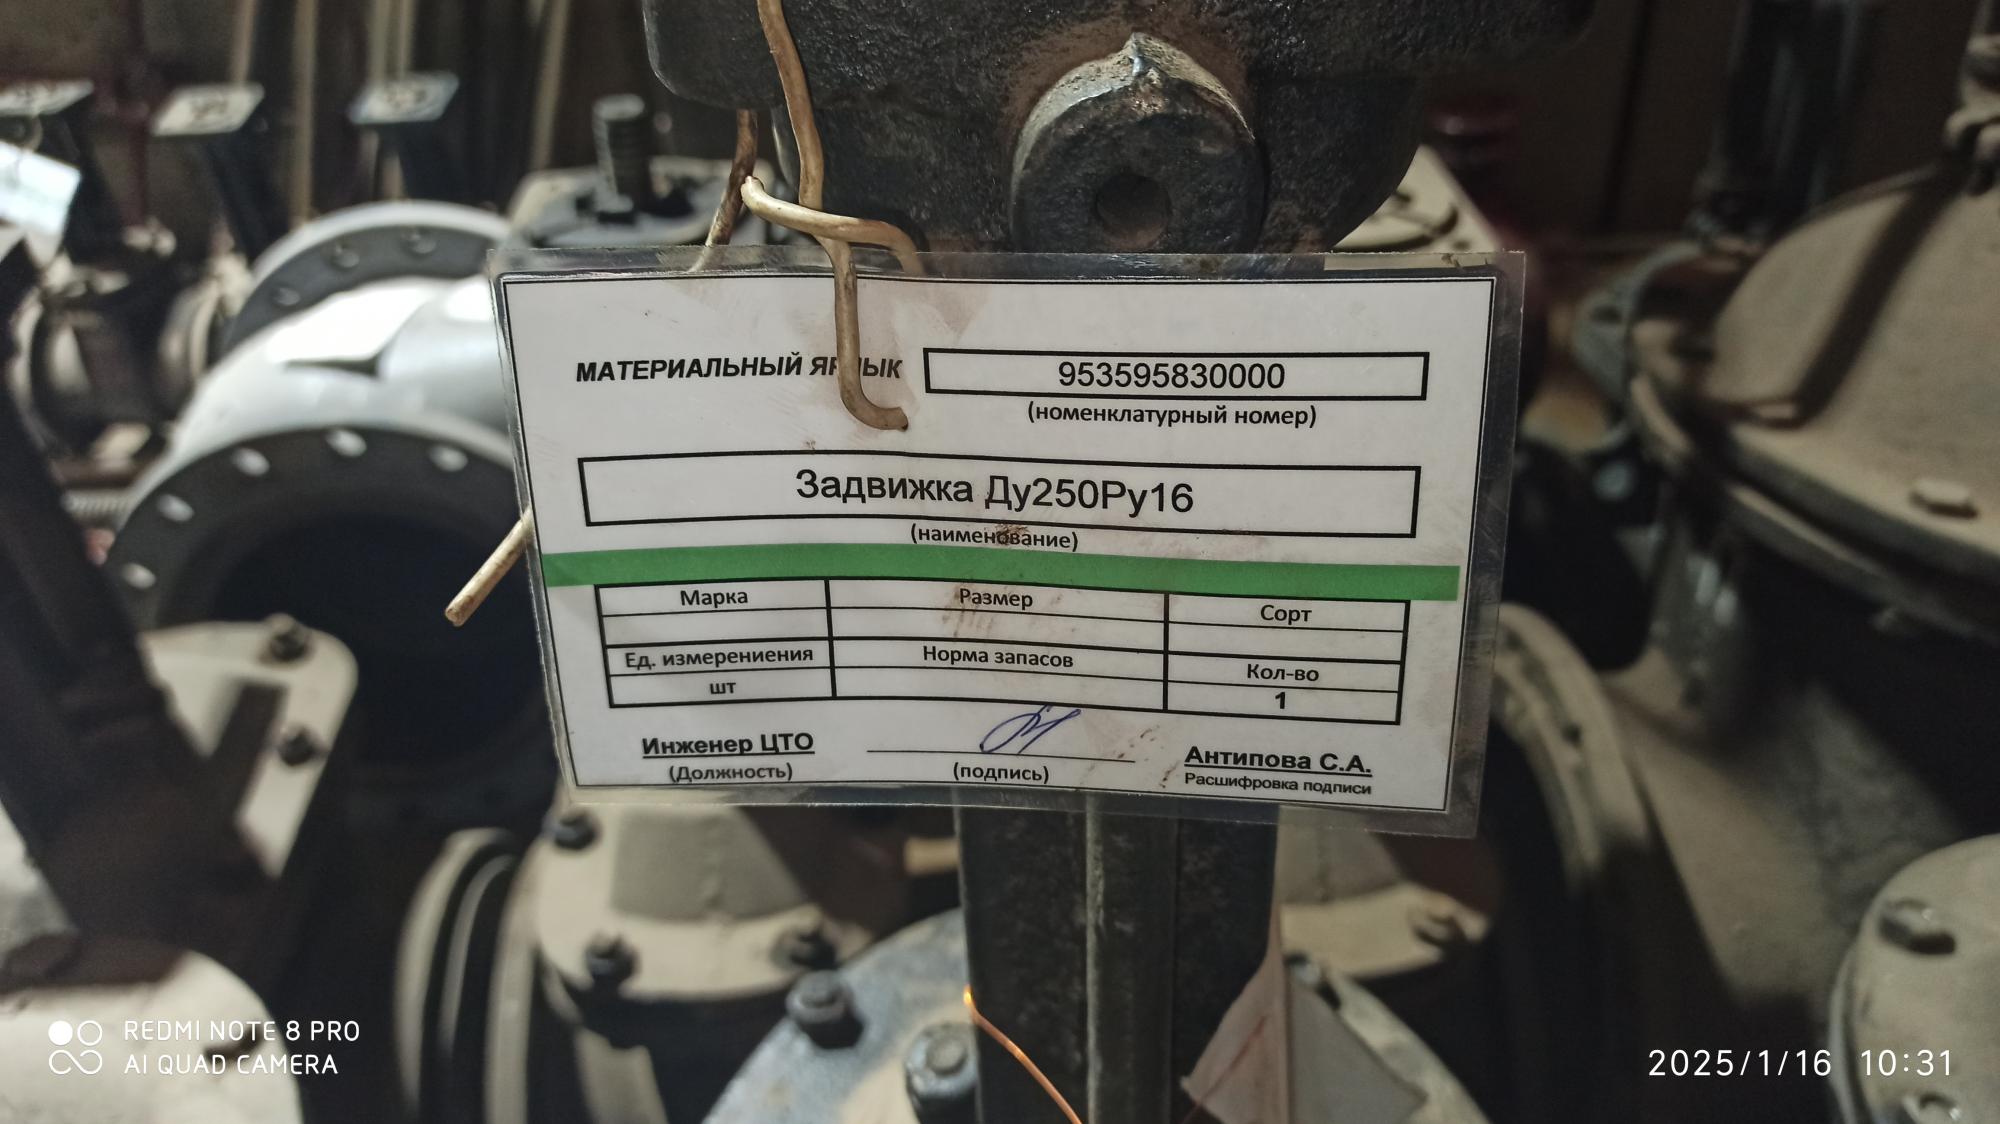 МАТЕРИАЛЬНЫЙ ЯРЛЫК
953595830000
(номенклатурный номер)
Задвижка Ду250Ру16
(наименование)
Марка Размер Сорт
Ед. измерениения Норма запасов Кол-во
шт 1
Инженер ЦТО Антипова С.А.
(Должность) (подпись) Расшифровка подписи
REDMI NOTE 8 PRO
AI QUAD CAMERA
2025/1/16 10:31